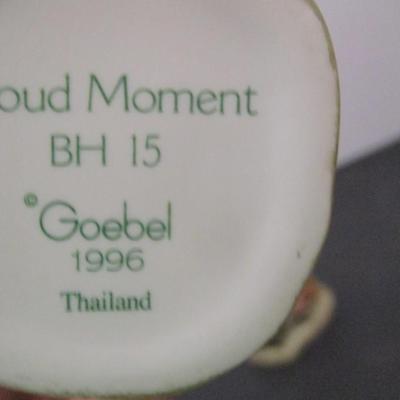 oud Moment
BH 15
©Goebel
1996
Thailand